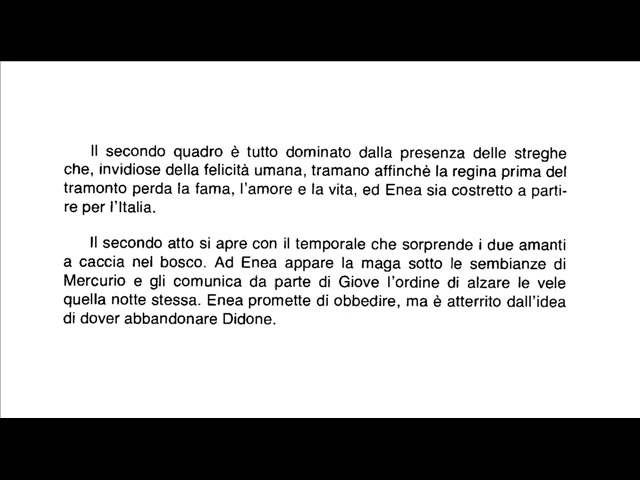 Il secondo quadro è tutto dominato dalla presenza delle streghe
che, invidiose della felicità umana, tramano affinchè la regina prima del
tramonto perda la fama, l'amore e la vita, ed Enea sia costretto a parti-
re per l'Italia.
Il secondo atto si apre con il temporale che sorprende i due amanti
a caccia nel bosco. Ad Enea appare la maga sotto le sembianze di
Mercurio e gli comunica da parte di Giove l'ordine di alzare le vele
quella notte stessa. Enea promette di obbedire, ma è atterrito dall'idea
di dover abbandonare Didone.